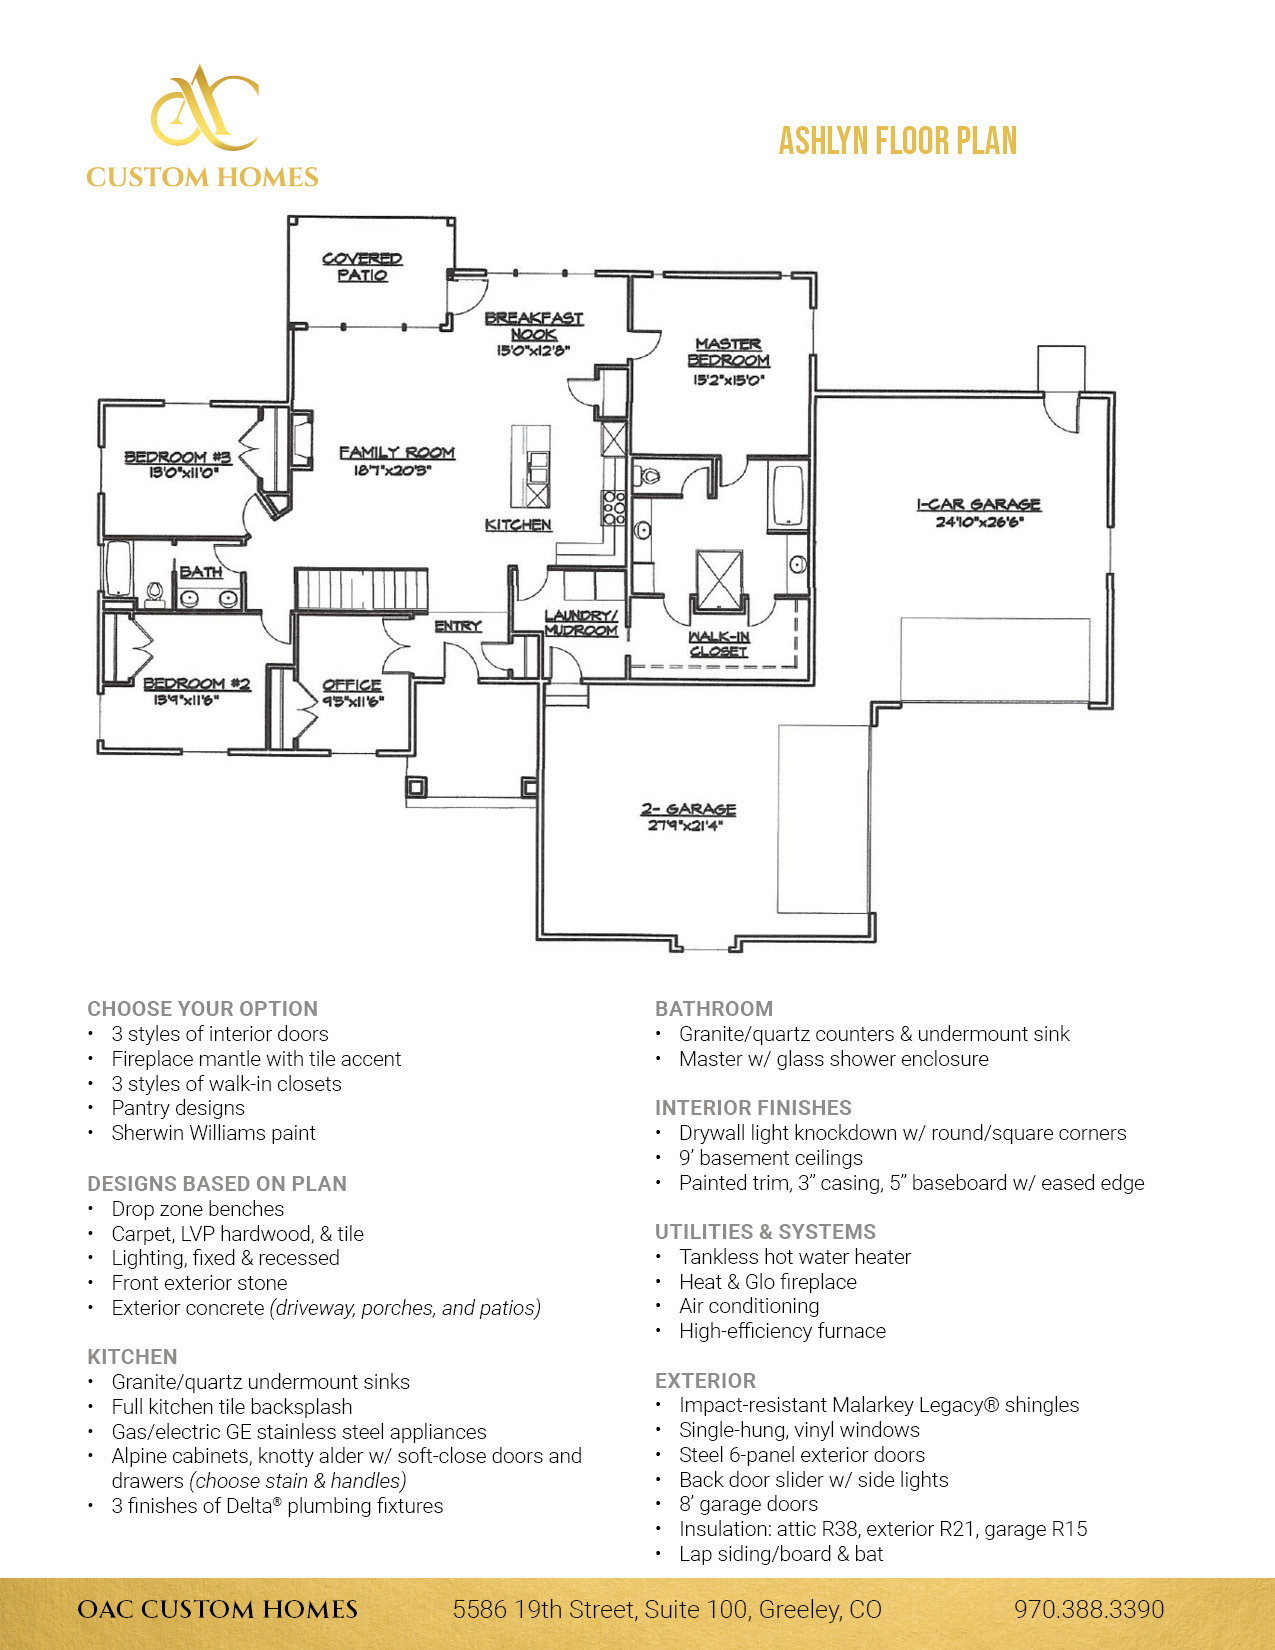 CUSTOM HOMES
ASHLYN FLOOR PLAN
COVERED
PATIO
BREAKFAST
NOOK
15'0"x12'8"
MASTER
BEDROOM
15'2"x15'0"
BEDROOM #3
13'0"x11'0"
FAMILY ROOM
18'7"x20'3"
KITCHEN
1-CAR GARAGE
24'10"x26'6"
BATH
ENTRY
LAUNDRY/
MUDROOM
WALK-IN
CLOSET
BEDROOM #2
13'9"x11'6"
OFFICE
9'5"x11'6"
2- GARAGE
27'9"x21'4"
CHOOSE YOUR OPTION
• 3 styles of interior doors
• Fireplace mantle with tile accent
• 3 styles of walk-in closets
• Pantry designs
• Sherwin Williams paint
DESIGNS BASED ON PLAN
• Drop zone benches
• Carpet, LVP hardwood, & tile
• Lighting, fixed & recessed
• Front exterior stone
• Exterior concrete (driveway, porches, and patios)
KITCHEN
• Granite/quartz undermount sinks
• Full kitchen tile backsplash
• Gas/electric GE stainless steel appliances
• Alpine cabinets, knotty alder w/ soft-close doors and
drawers (choose stain & handles)
• 3 finishes of Delta® plumbing fixtures
BATHROOM
• Granite/quartz counters & undermount sink
• Master w/ glass shower enclosure
INTERIOR FINISHES
• Drywall light knockdown w/ round/square corners
• 9’ basement ceilings
• Painted trim, 3” casing, 5” baseboard w/ eased edge
UTILITIES & SYSTEMS
• Tankless hot water heater
• Heat & Glo fireplace
• Air conditioning
• High-efficiency furnace
EXTERIOR
• Impact-resistant Malarkey Legacy® shingles
• Single-hung, vinyl windows
• Steel 6-panel exterior doors
• Back door slider w/ side lights
• 8’ garage doors
• Insulation: attic R38, exterior R21, garage R15
• Lap siding/board & bat
OAC CUSTOM HOMES
5586 19th Street, Suite 100, Greeley, CO
970.388.3390